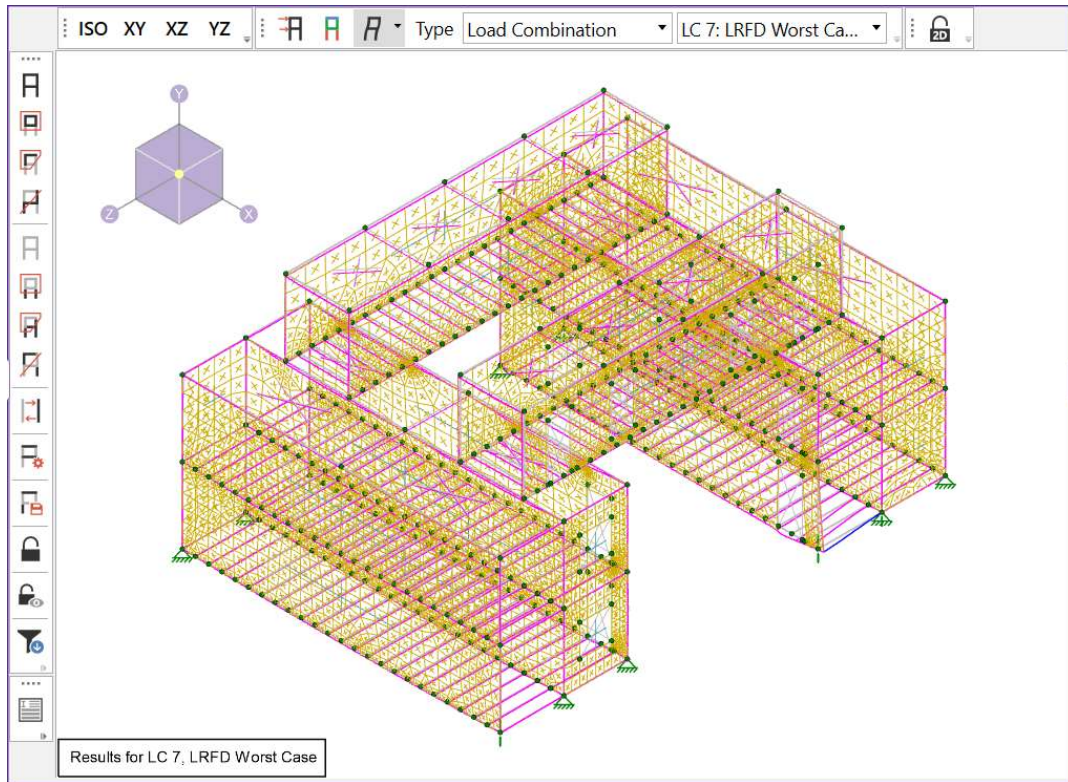 ISO XY XZ YZ Type Load Combination LC 7: LRFD Worst Ca... 2D
Y
Z X
Results for LC 7, LRFD Worst Case